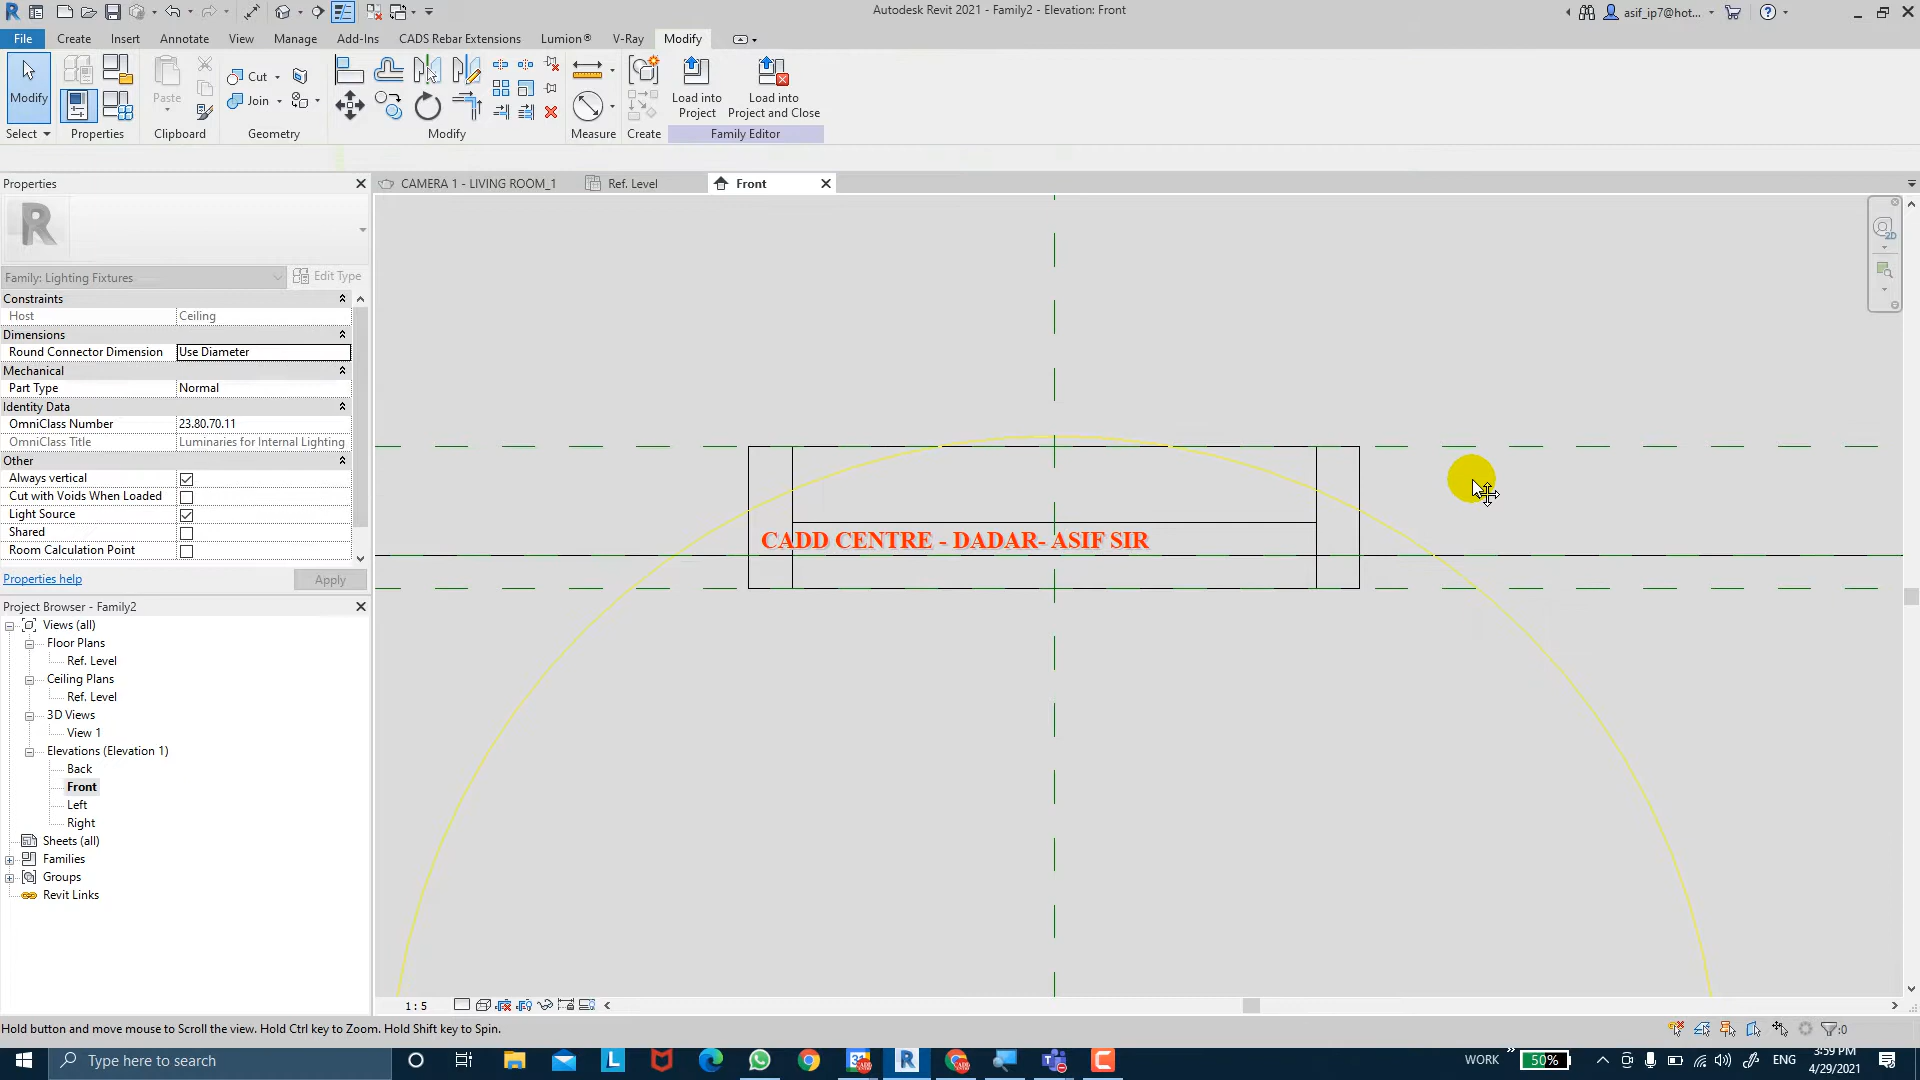 Autodesk Revit 2021 - Family2 - Elevation: Front
asif_ip7@hot...
File Create Insert Annotate View Manage Add-Ins CADS Rebar Extensions Lumion® V-Ray Modify
Modify Paste Cut Join Load into Project Load into Project and Close
Select Properties Clipboard Geometry Modify Measure Create Family Editor
Properties
CAMERA 1 - LIVING ROOM_1 Ref. Level Front
Family: Lighting Fixtures Edit Type
Constraints
Host Ceiling
Dimensions
Round Connector Dimension Use Diameter
Mechanical
Part Type Normal
Identity Data
OmniClass Number 23.80.70.11
OmniClass Title Luminaries for Internal Lighting
Other
Always vertical
Cut with Voids When Loaded
Light Source
Shared
Room Calculation Point
Properties help Apply
CADD CENTRE - DADAR- ASIF SIR
Project Browser - Family2
Views (all)
Floor Plans
Ref. Level
Ceiling Plans
Ref. Level
3D Views
View 1
Elevations (Elevation 1)
Back
Front
Left
Right
Sheets (all)
Families
Groups
Revit Links
1 : 5
Hold button and move mouse to Scroll the view. Hold Ctrl key to Zoom. Hold Shift key to Spin.
:0
Type here to search
WORK 50% ENG 3:59 PM
4/29/2021